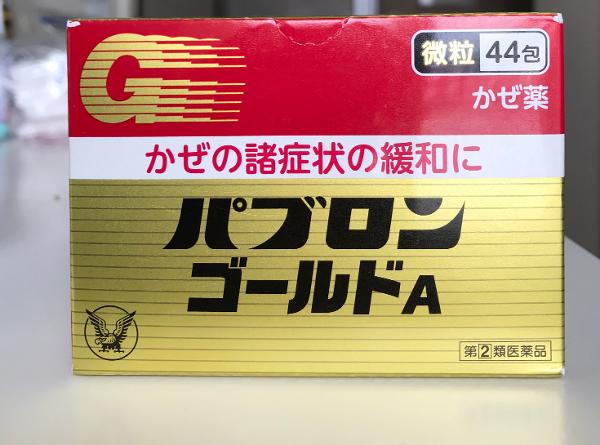 G
微粒 44包
かぜ薬
かぜの諸症状の緩和に
パブロン
ゴールドA
第②類医薬品